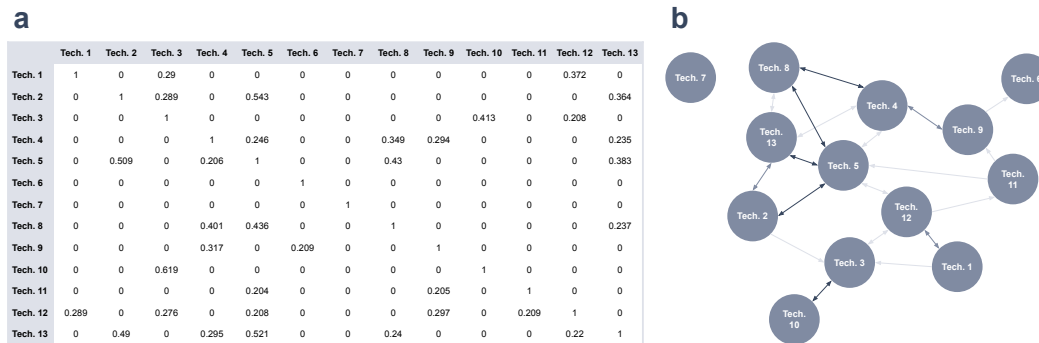 a
Tech. 1 Tech. 2 Tech. 3 Tech. 4 Tech. 5 Tech. 6 Tech. 7 Tech. 8 Tech. 9 Tech. 10 Tech. 11 Tech. 12 Tech. 13
Tech. 1 1 0 0.29 0 0 0 0 0 0 0 0 0.372 0
Tech. 2 0 1 0.289 0 0.543 0 0 0 0 0 0 0 0.364
Tech. 3 0 0 1 0 0 0 0 0 0 0.413 0 0.208 0
Tech. 4 0 0 0 1 0.246 0 0 0.349 0.294 0 0 0 0.235
Tech. 5 0 0.509 0 0.206 1 0 0 0.43 0 0 0 0 0.383
Tech. 6 0 0 0 0 0 1 0 0 0 0 0 0 0
Tech. 7 0 0 0 0 0 0 1 0 0 0 0 0 0
Tech. 8 0 0 0 0.401 0.436 0 0 1 0 0 0 0 0.237
Tech. 9 0 0 0 0.317 0 0.209 0 0 1 0 0 0 0
Tech. 10 0 0 0.619 0 0 0 0 0 0 1 0 0 0
Tech. 11 0 0 0 0 0.204 0 0 0 0.205 0 1 0 0
Tech. 12 0.289 0 0.276 0 0.208 0 0 0 0.297 0 0.209 1 0
Tech. 13 0 0.49 0 0.295 0.521 0 0 0.24 0 0 0 0.22 1
b
Tech. 7
Tech. 8
Tech. 4
Tech. 6
Tech. 9
Tech.
13
Tech. 5
Tech.
11
Tech. 2
Tech.
12
Tech. 3
Tech. 1
Tech.
10